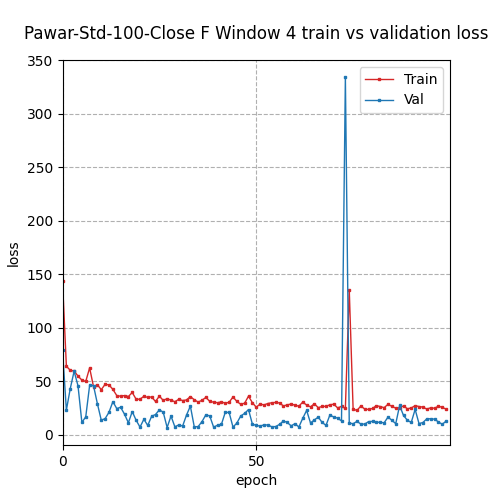 Pawar-Std-100-Close F Window 4 train vs validation loss
350
300
250
200
150
100
50
0
loss
Train
Val
0 50
epoch